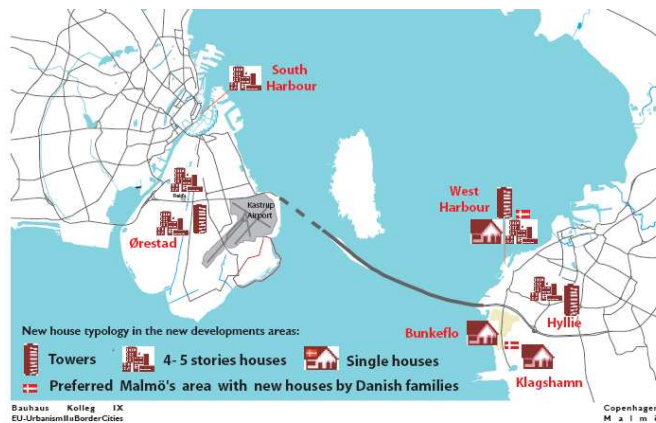 South
Harbour
Kastrup
Airport
West
Harbour
Ørestad
Hyllie
Bunkeflo
Klagshamn
New house typology in the new developments areas:
Towers
4- 5 stories houses
Single houses
Preferred Malmö's area with new houses by Danish families
Bauhaus Kolleg IX
EU-UrbanismIIuBorderCities
Copenhagen
Malm